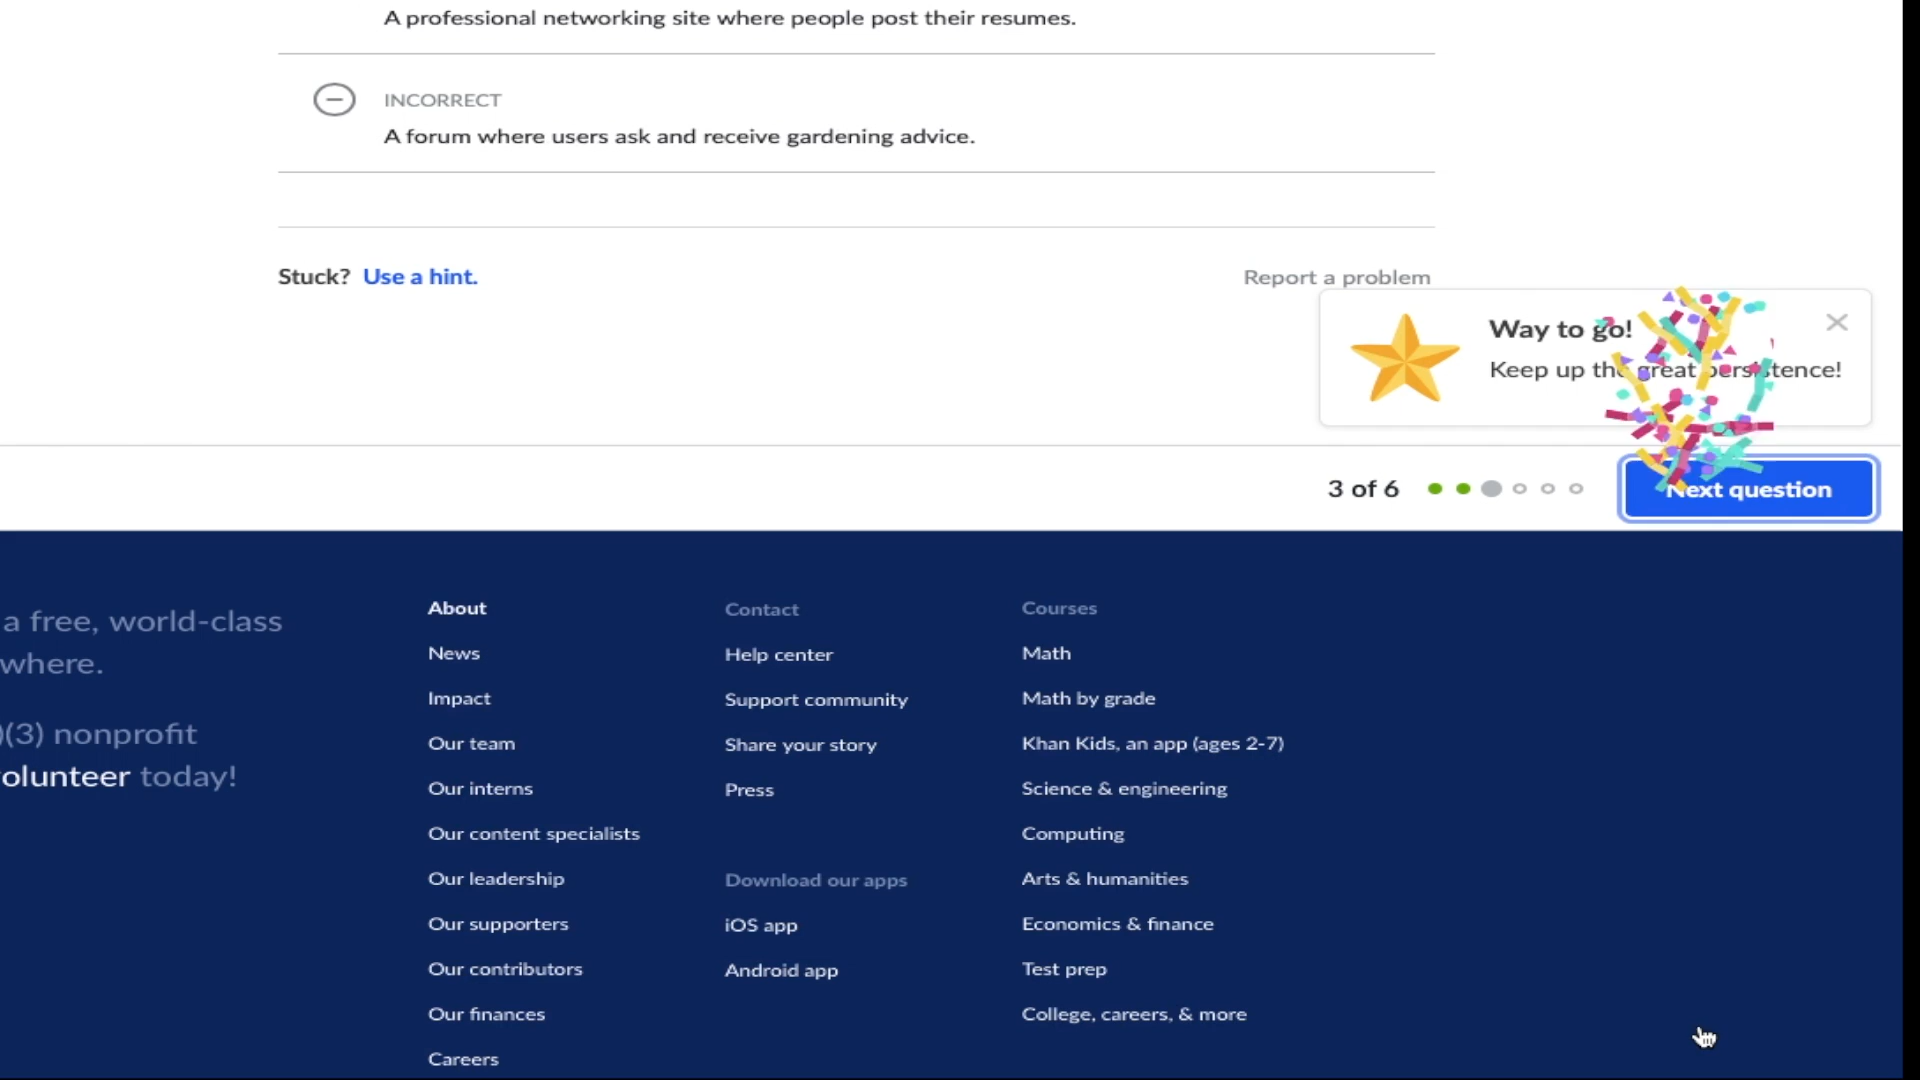 A professional networking site where people post their resumes.
INCORRECT
A forum where users ask and receive gardening advice.
Stuck? Use a hint.
Report a problem
Way to go!
Keep up the great persistence!
3 of 6
Next question
a free, world-class
where.
)(3) nonprofit
olunteer today!
About
News
Impact
Our team
Our interns
Our content specialists
Our leadership
Our supporters
Our contributors
Our finances
Careers
Contact
Help center
Support community
Share your story
Press
Download our apps
iOS app
Android app
Courses
Math
Math by grade
Khan Kids, an app (ages 2-7)
Science & engineering
Computing
Arts & humanities
Economics & finance
Test prep
College, careers, & more